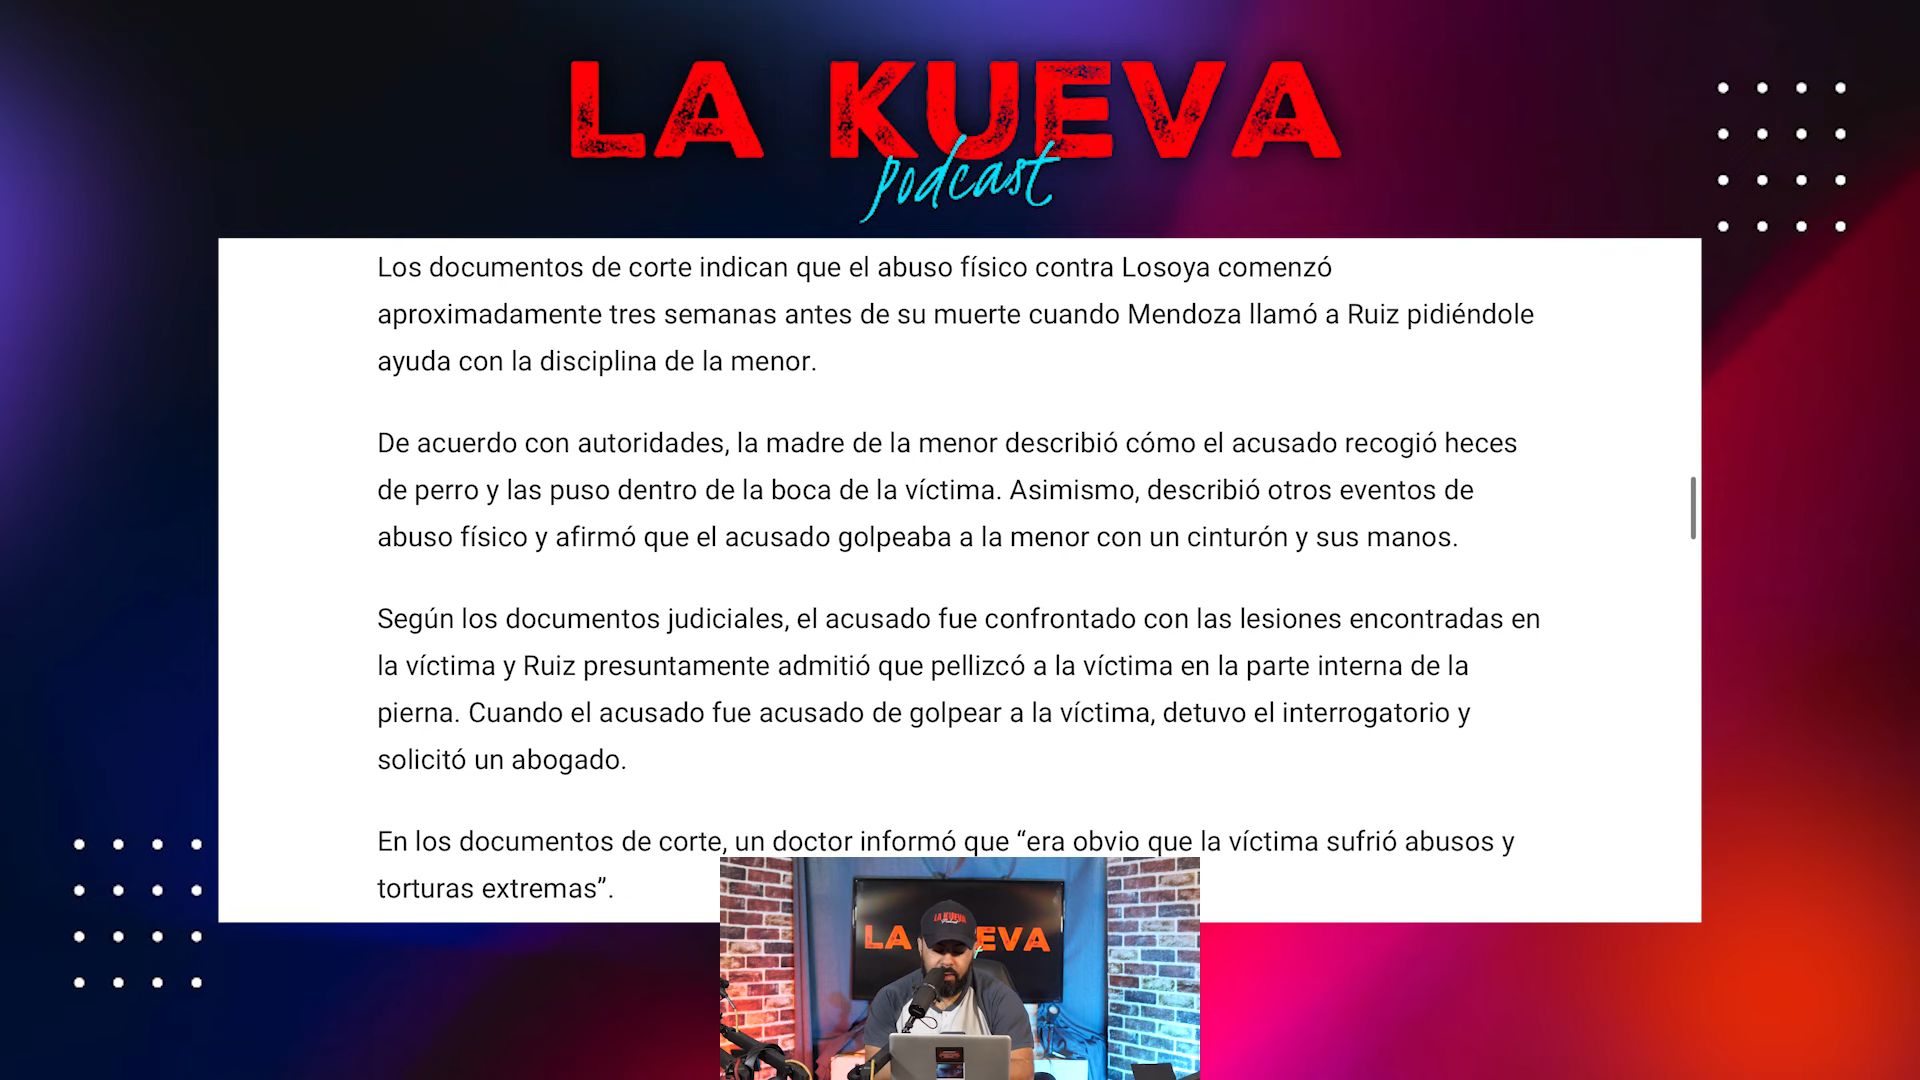 LA KUEVA
podcast
Los documentos de corte indican que el abuso físico contra Losoya comenzó
aproximadamente tres semanas antes de su muerte cuando Mendoza llamó a Ruiz pidiéndole
ayuda con la disciplina de la menor.
De acuerdo con autoridades, la madre de la menor describió cómo el acusado recogió heces
de perro y las puso dentro de la boca de la víctima. Asimismo, describió otros eventos de
abuso físico y afirmó que el acusado golpeaba a la menor con un cinturón y sus manos.
Según los documentos judiciales, el acusado fue confrontado con las lesiones encontradas en
la víctima y Ruiz presuntamente admitió que pellizcó a la víctima en la parte interna de la
pierna. Cuando el acusado fue acusado de golpear a la víctima, detuvo el interrogatorio y
solicitó un abogado.
En los documentos de corte, un doctor informó que “era obvio que la víctima sufrió abusos y
torturas extremas”.
LA KUEVA
LA EVA